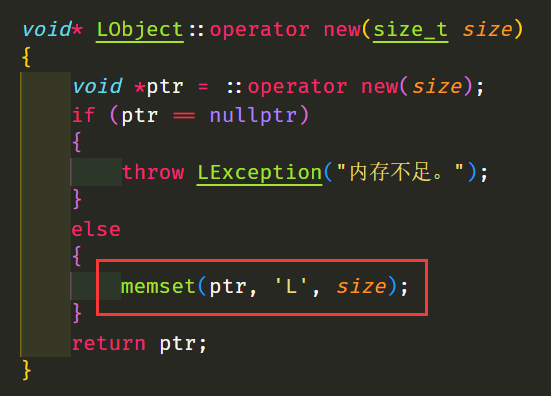 void* LObject::operator new(size_t size)
{
void *ptr = ::operator new(size);
if (ptr == nullptr)
{
throw LException("内存不足。");
}
else
{
memset(ptr, 'L', size);
}
return ptr;
}